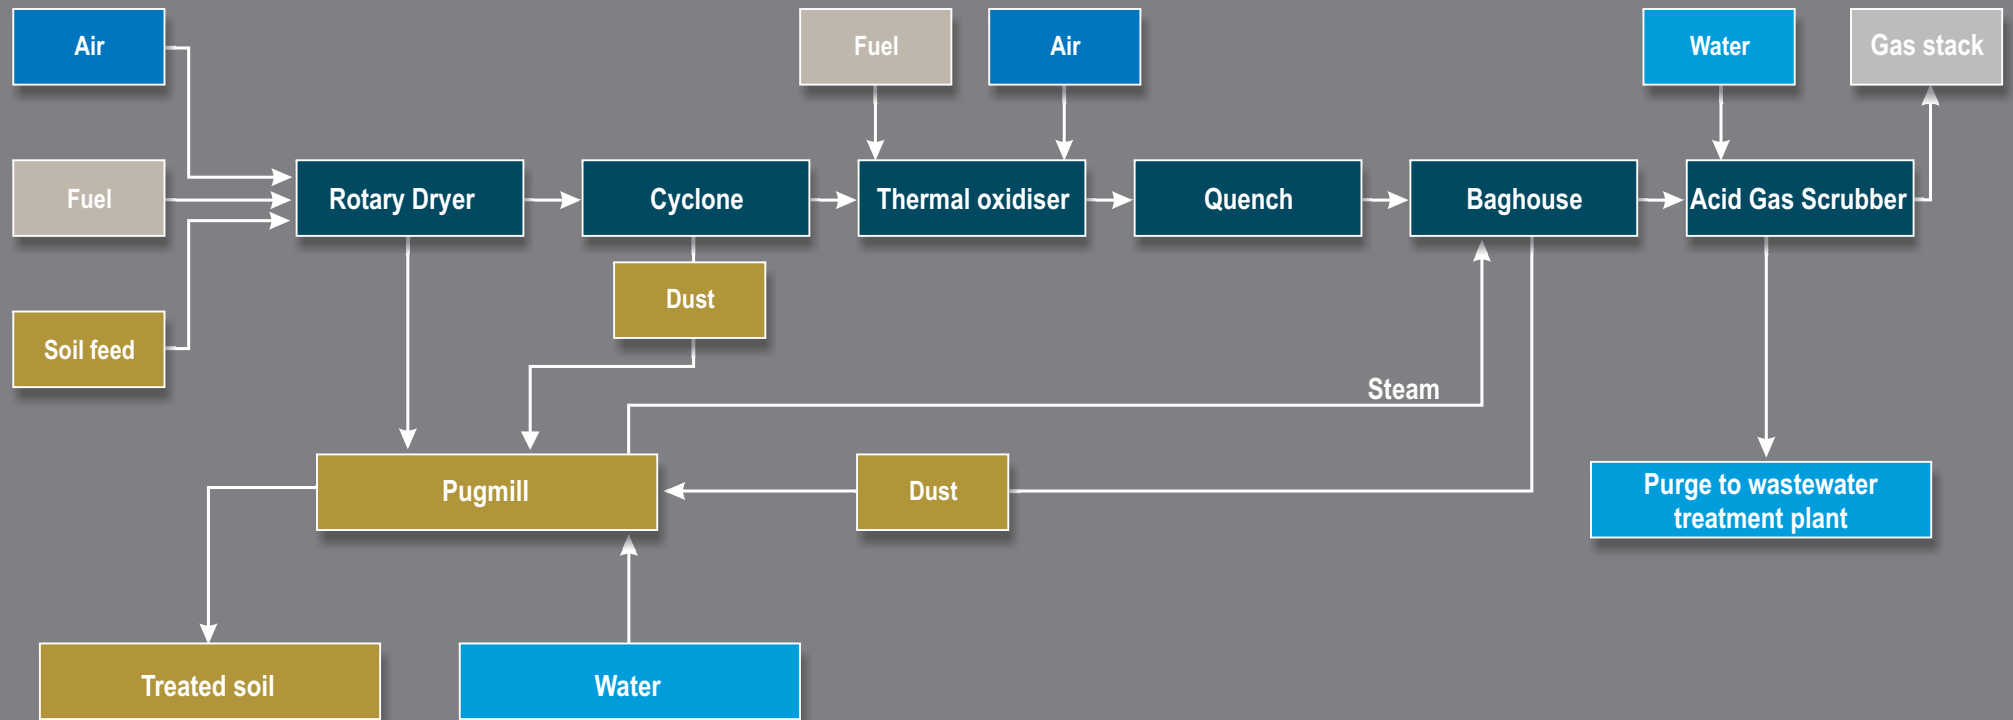 Air
Fuel
Air
Water
Gas stack
Fuel
Rotary Dryer
Cyclone
Thermal oxidiser
Quench
Baghouse
Acid Gas Scrubber
Dust
Soil feed
Steam
Pugmill
Dust
Purge to wastewater
treatment plant
Treated soil
Water